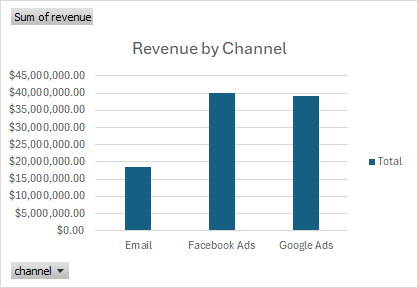 Sum of revenue
Revenue by Channel
$45,000,000.00
$40,000,000.00
$35,000,000.00
$30,000,000.00
$25,000,000.00
$20,000,000.00
$15,000,000.00
$10,000,000.00
$5,000,000.00
$0.00
Email Facebook Ads Google Ads
Total
channel